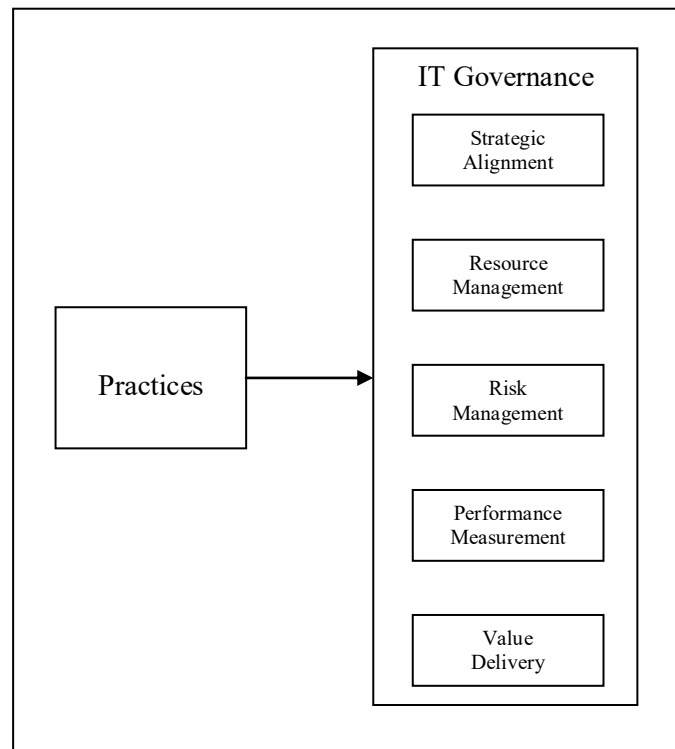 IT Governance
Strategic
Alignment
Resource
Management
Practices
Risk
Management
Performance
Measurement
Value
Delivery